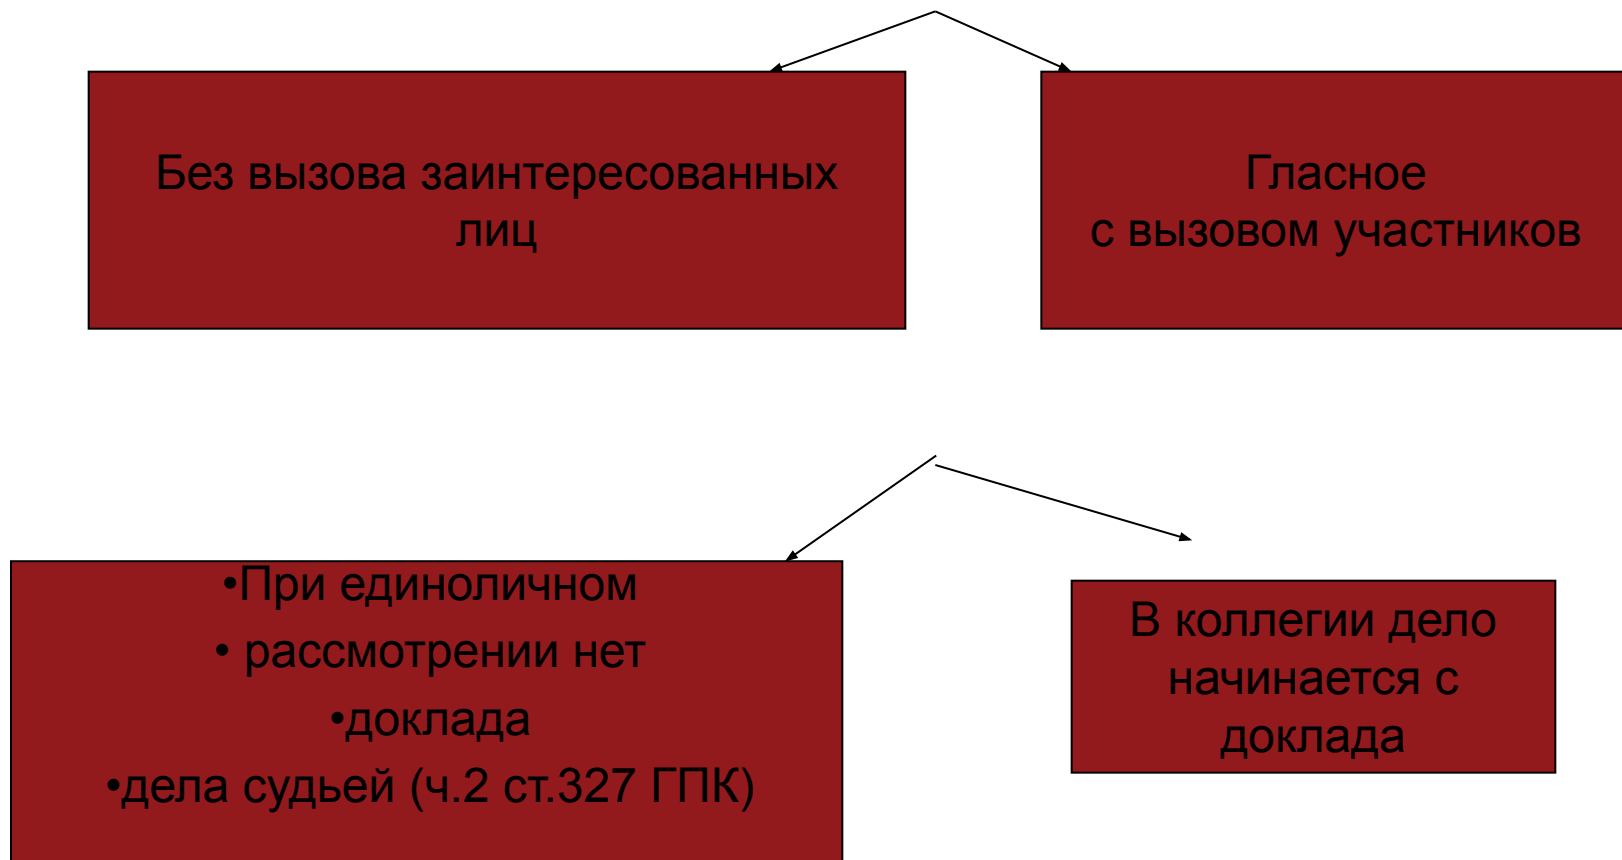 Без вызова заинтересованных
лиц
Гласное
с вызовом участников
•При единоличном
• рассмотрении нет
•доклада
•дела судьей (ч.2 ст.327 ГПК)
В коллегии дело
начинается с
доклада